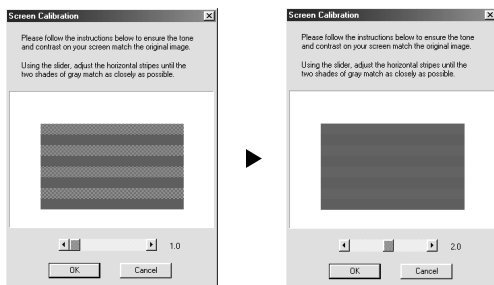 Screen Calibration
Please follow the instructions below to ensure the tone
and contrast on your screen match the original image.
Using the slider, adjust the horizontal stripes until the
two shades of gray match as closely as possible.
1.0
OK Cancel
Screen Calibration
Please follow the instructions below to ensure the tone
and contrast on your screen match the original image.
Using the slider, adjust the horizontal stripes until the
two shades of gray match as closely as possible.
2.0
OK Cancel